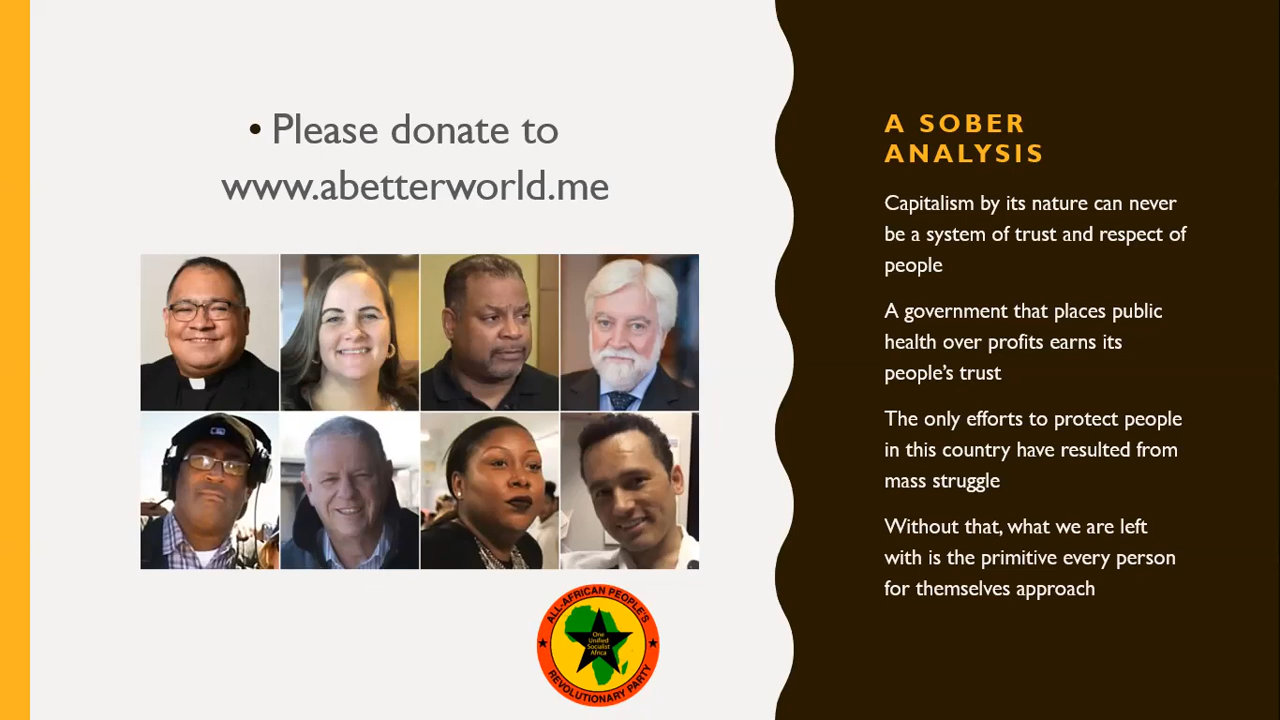 • Please donate to
www.abetterworld.me
A SOBER
ANALYSIS
Capitalism by its nature can never
be a system of trust and respect of
people
A government that places public
health over profits earns its
people's trust
The only efforts to protect people
in this country have resulted from
mass struggle
Without that, what we are left
with is the primitive every person
for themselves approach
ALL-AFRICAN PEOPLE'S
One
Unified
Socialist
Africa
REVOLUTIONARY PARTY